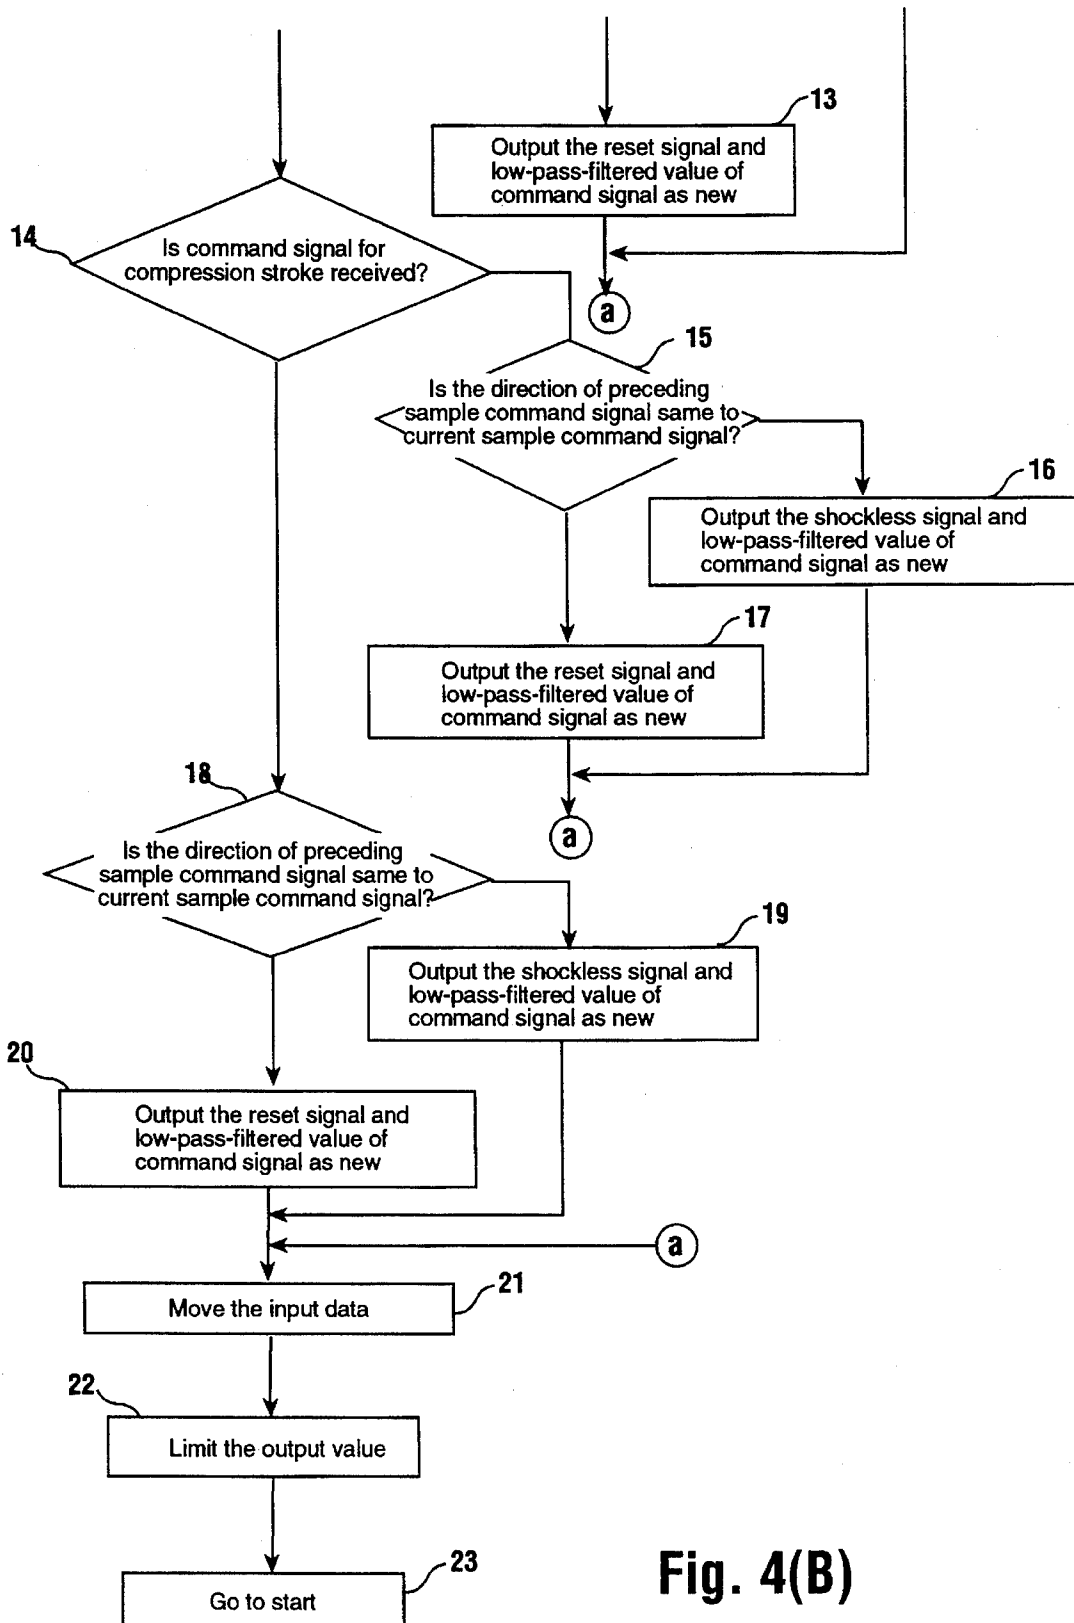 13
Output the reset signal and
low-pass-filtered value of
command signal as new
14
Is command signal for
compression stroke received?
a
15
Is the direction of preceding
sample command signal same to
current sample command signal?
16
Output the shockless signal and
low-pass-filtered value of
command signal as new
17
Output the reset signal and
low-pass-filtered value of
command signal as new
a
18
Is the direction of preceding
sample command signal same to
current sample command signal?
19
Output the shockless signal and
low-pass-filtered value of
command signal as new
20
Output the reset signal and
low-pass-filtered value of
command signal as new
a
21
Move the input data
22
Limit the output value
23
Go to start
Fig. 4(B)